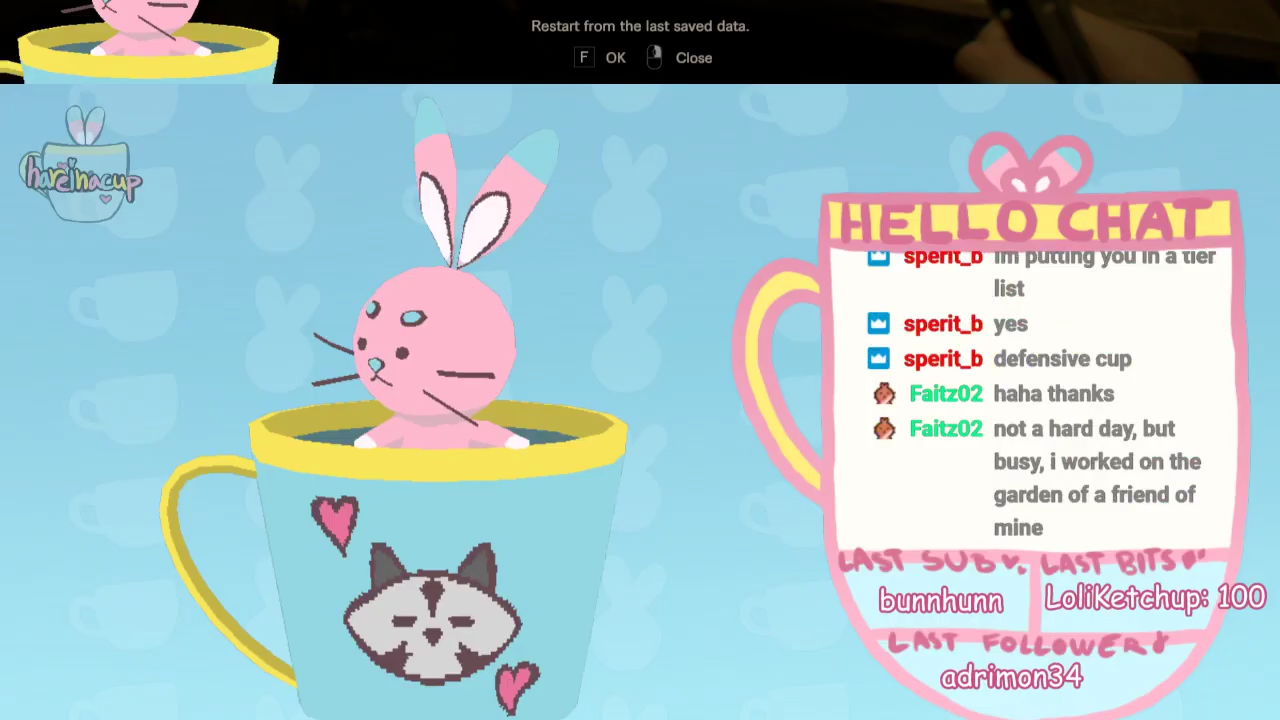 Restart from the last saved data.
F OK Close
hareinacup
HELLO CHAT
sperit_b im putting you in a tier
list
sperit_b yes
sperit_b defensive cup
Faitz02 haha thanks
Faitz02 not a hard day, but
busy, i worked on the
garden of a friend of
mine
LAST SUB LAST BITS
bunnhunn LoliKetchup: 100
LAST FOLLOWER
adrimon34